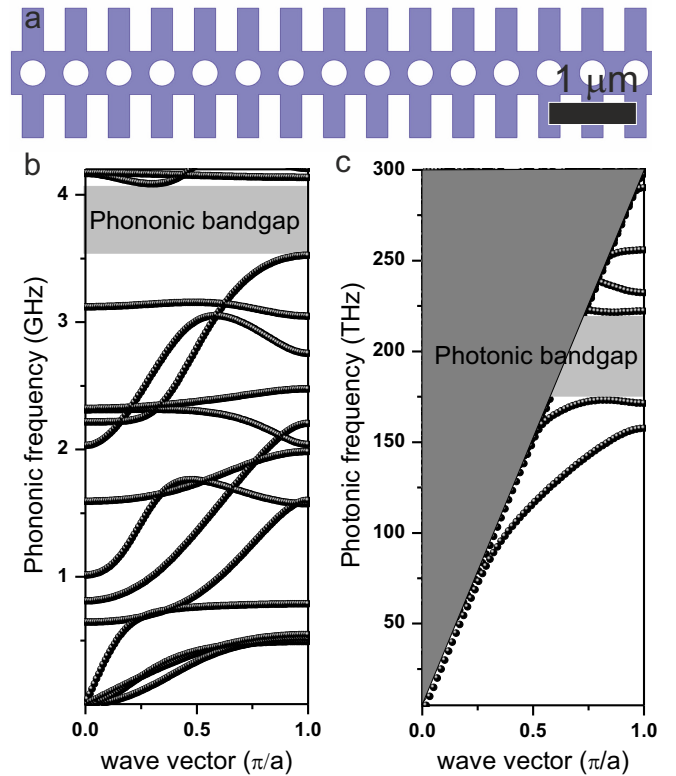 a
1 μm
b
c
Phononic frequency (GHz)
4
3
2
1
Phononic bandgap
0.0
0.5
1.0
wave vector (π/a)
Photonic frequency (THz)
300
250
200
150
100
50
Photonic bandgap
0.0
0.5
1.0
wave vector (π/a)